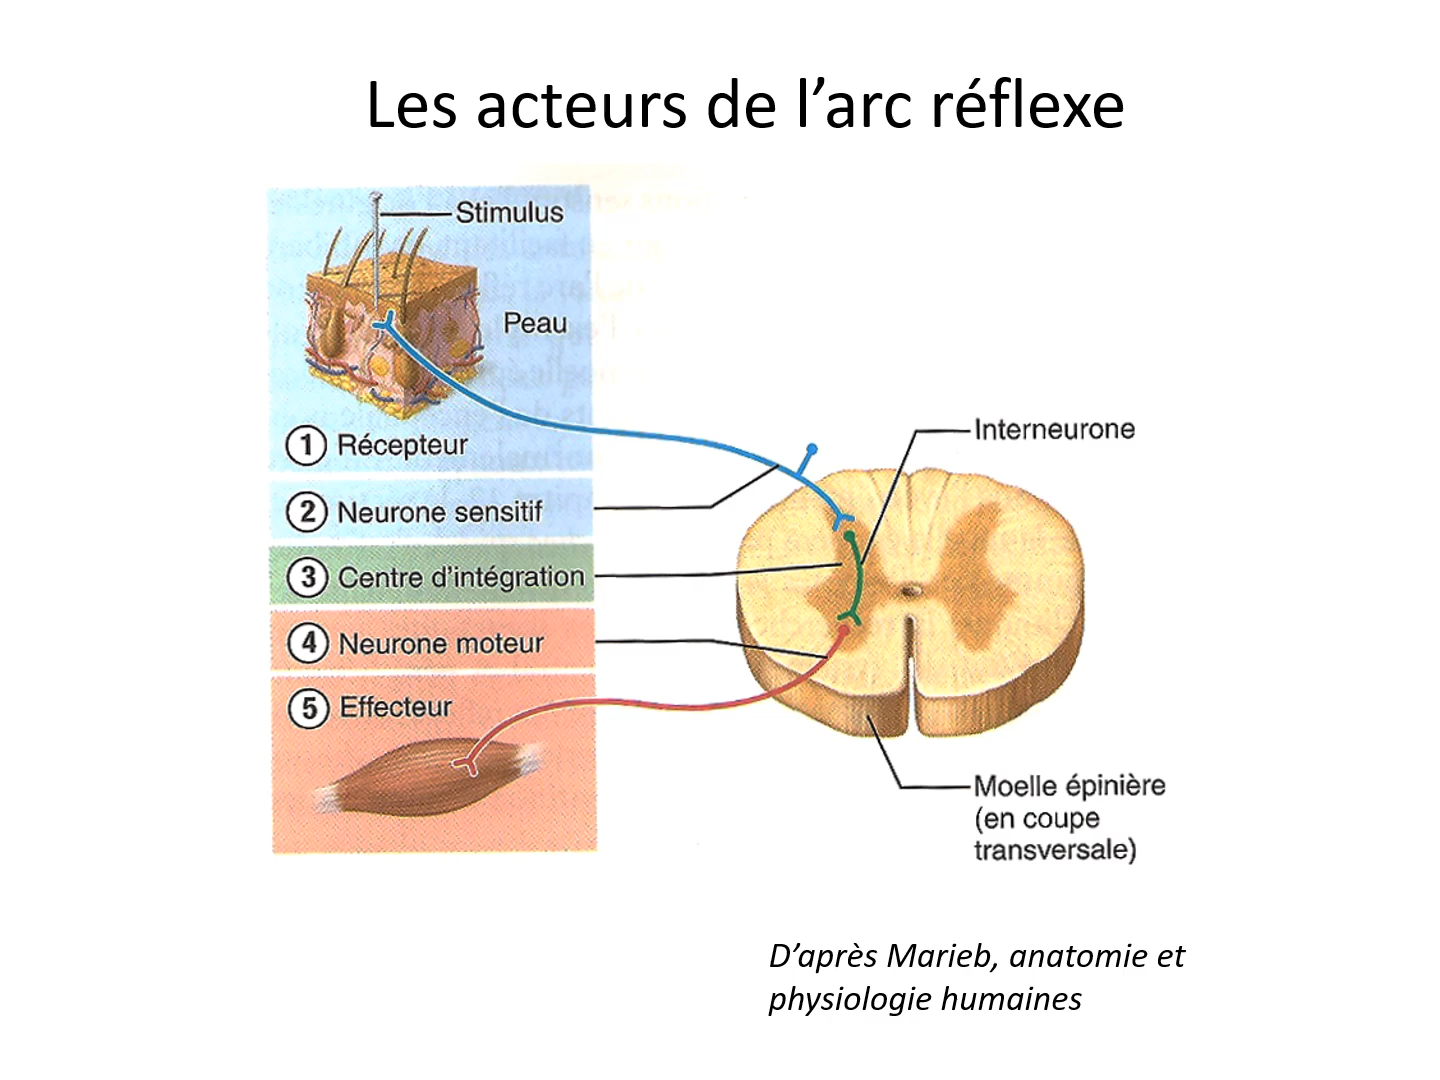 Les acteurs de l’arc réflexe
Stimulus
Peau
1 Récepteur
2 Neurone sensitif
3 Centre d'intégration
4 Neurone moteur
5 Effecteur
Interneurone
Moelle épinière
(en coupe
transversale)
D’après Marieb, anatomie et
physiologie humaines